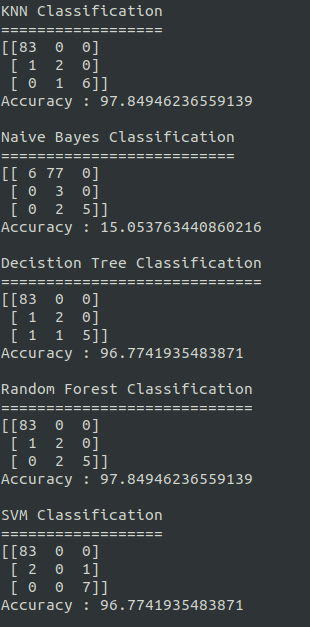 KNN Classification
==================
[[83  0  0]
 [ 1  2  0]
 [ 0  1  6]]
Accuracy : 97.84946236559139
Naive Bayes Classification
==========================
[[ 6 77  0]
 [ 0  3  0]
 [ 0  2  5]]
Accuracy : 15.053763440860216
Decistion Tree Classification
=============================
[[83  0  0]
 [ 1  2  0]
 [ 1  1  5]]
Accuracy : 96.7741935483871
Random Forest Classification
============================
[[83  0  0]
 [ 1  2  0]
 [ 0  2  5]]
Accuracy : 97.84946236559139
SVM Classification
==================
[[83  0  0]
 [ 2  0  1]
 [ 0  0  7]]
Accuracy : 96.7741935483871